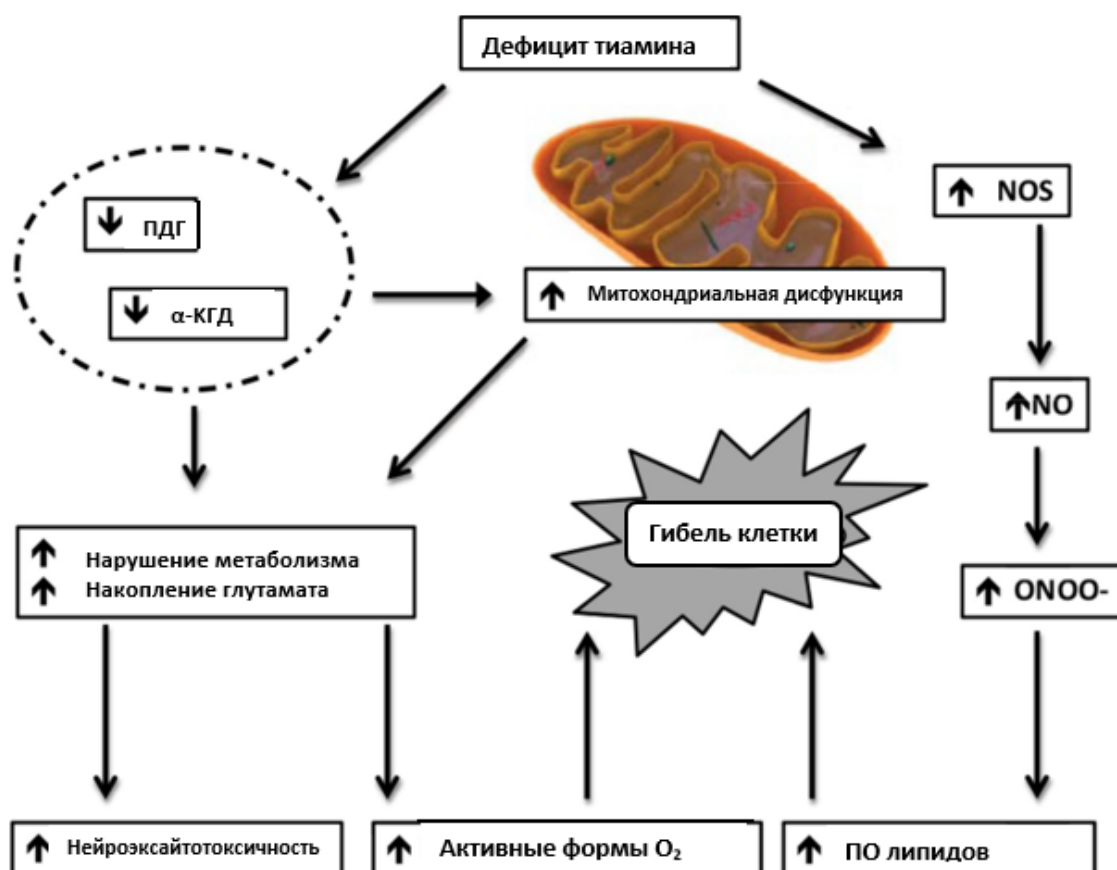 Дефицит тиамина
↑ NOS
↓ ПДГ
↓ α-КГД
↑ Митохондриальная дисфункция
↑NO
Гибель клетки
↑ Нарушение метаболизма
↑ Накопление глутамата
↑ ONOO-
↑ Нейроэксайтотоксичность
↑ Активные формы O₂
↑ ПО липидов